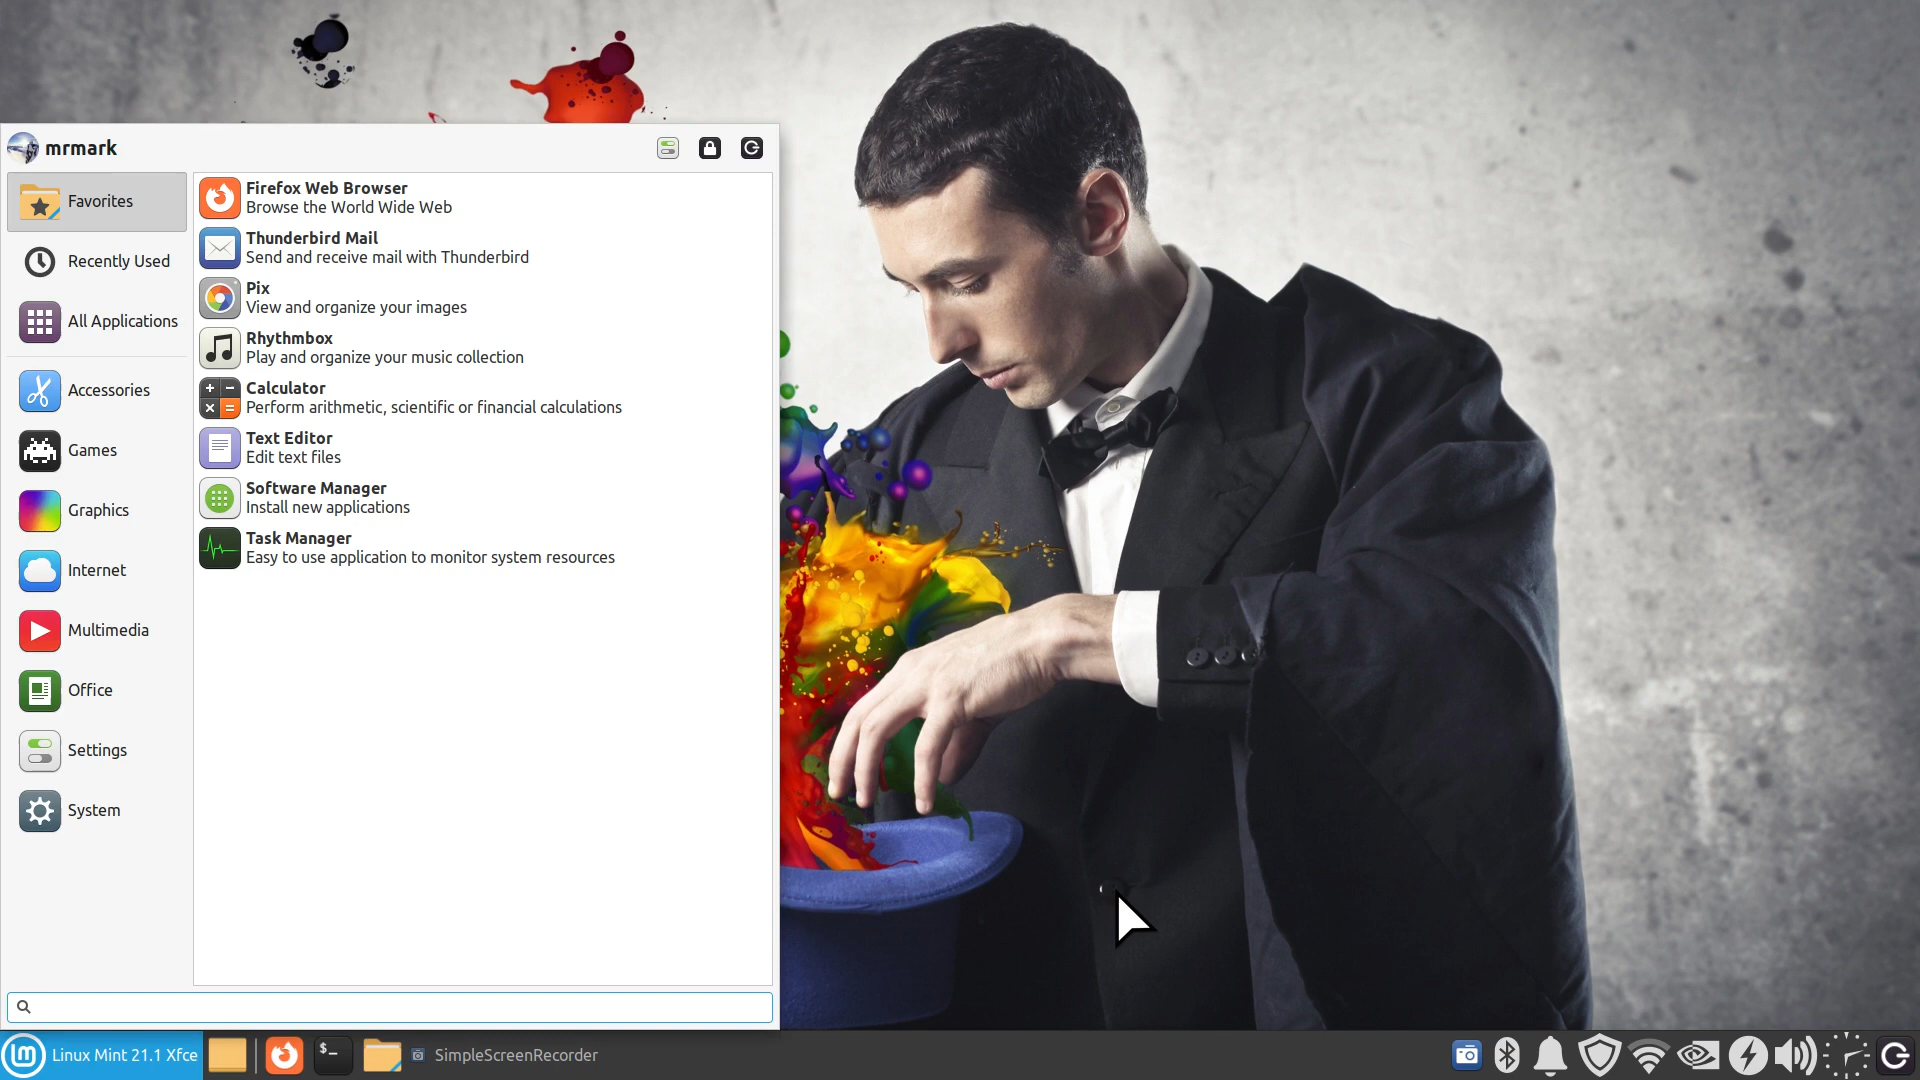 mrmark
Favorites
Recently Used
All Applications
Accessories
Games
Graphics
Internet
Multimedia
Office
Settings
System
Firefox Web Browser
Browse the World Wide Web
Thunderbird Mail
Send and receive mail with Thunderbird
Pix
View and organize your images
Rhythmbox
Play and organize your music collection
Calculator
Perform arithmetic, scientific or financial calculations
Text Editor
Edit text files
Software Manager
Install new applications
Task Manager
Easy to use application to monitor system resources
Linux Mint 21.1 Xfce
SimpleScreenRecorder